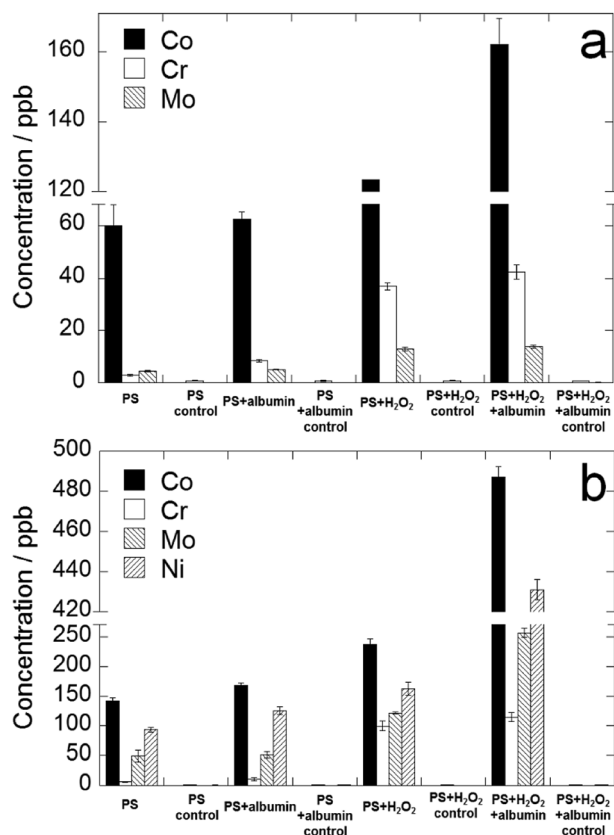 a
Co
Cr
Mo
Concentration / ppb
160
140
120
60
40
20
0
PS
PS
control
PS+albumin
PS
+albumin
control
PS+H₂O₂
PS+H₂O₂
control
PS+H₂O₂
+albumin
PS+H₂O₂
+albumin
control
b
Co
Cr
Mo
Ni
Concentration / ppb
500
480
460
440
420
250
200
150
100
50
0
PS
PS
control
PS+albumin
PS
+albumin
control
PS+H₂O₂
PS+H₂O₂
control
PS+H₂O₂
+albumin
PS+H₂O₂
+albumin
control